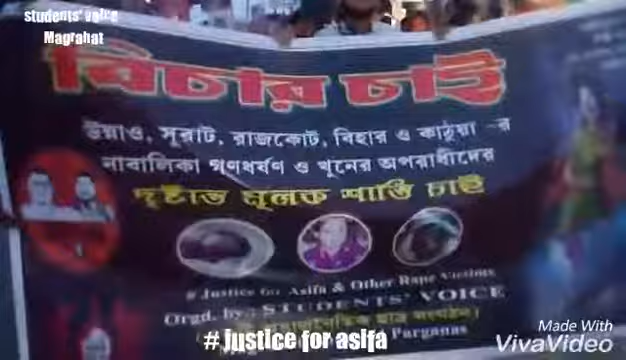 students' voice
Magrahat
বিচার চাই
উন্নাও, সুরাট, রাজকোট, বিহার ও কাঠুয়া -র
নাবালিকা গণধর্ষণ ও খুনের অপরাধীদের
দৃষ্টান্ত মূলক শাস্তি চাই
# Justice for Asifa & Other Rape Victims
Orgd. by: STUDENTS' VOICE
Parganas
# justice for asifa
Made With
VivaVideo